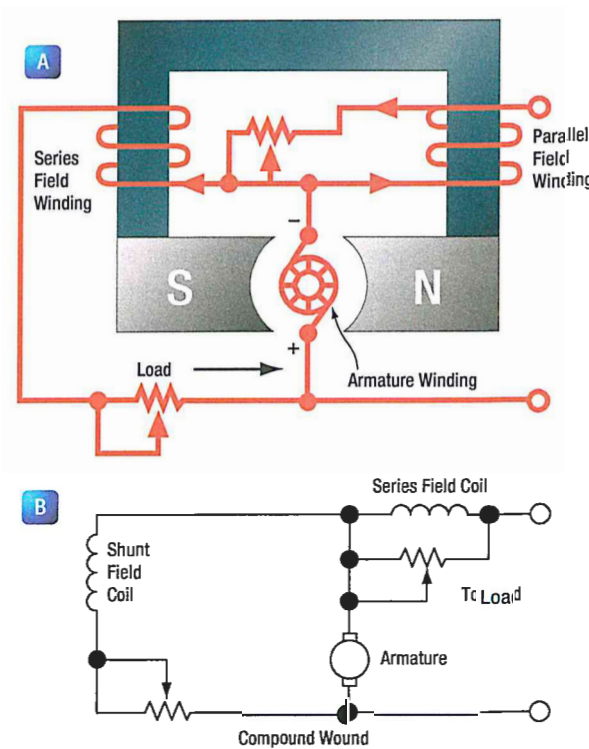 A
Series
Field
Winding
Parallel
Field
Winding
−
S
N
+
Load
Armature Winding
B
Series Field Coil
Shunt
Field
Coil
To Load
Armature
Compound Wound